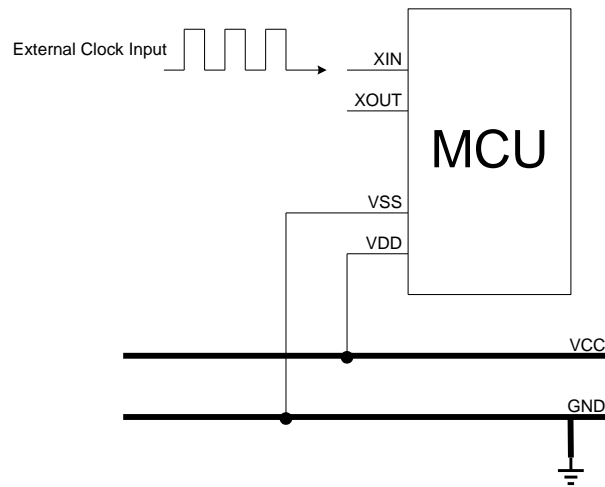 External Clock Input
XIN
XOUT
MCU
VSS
VDD
VCC
GND